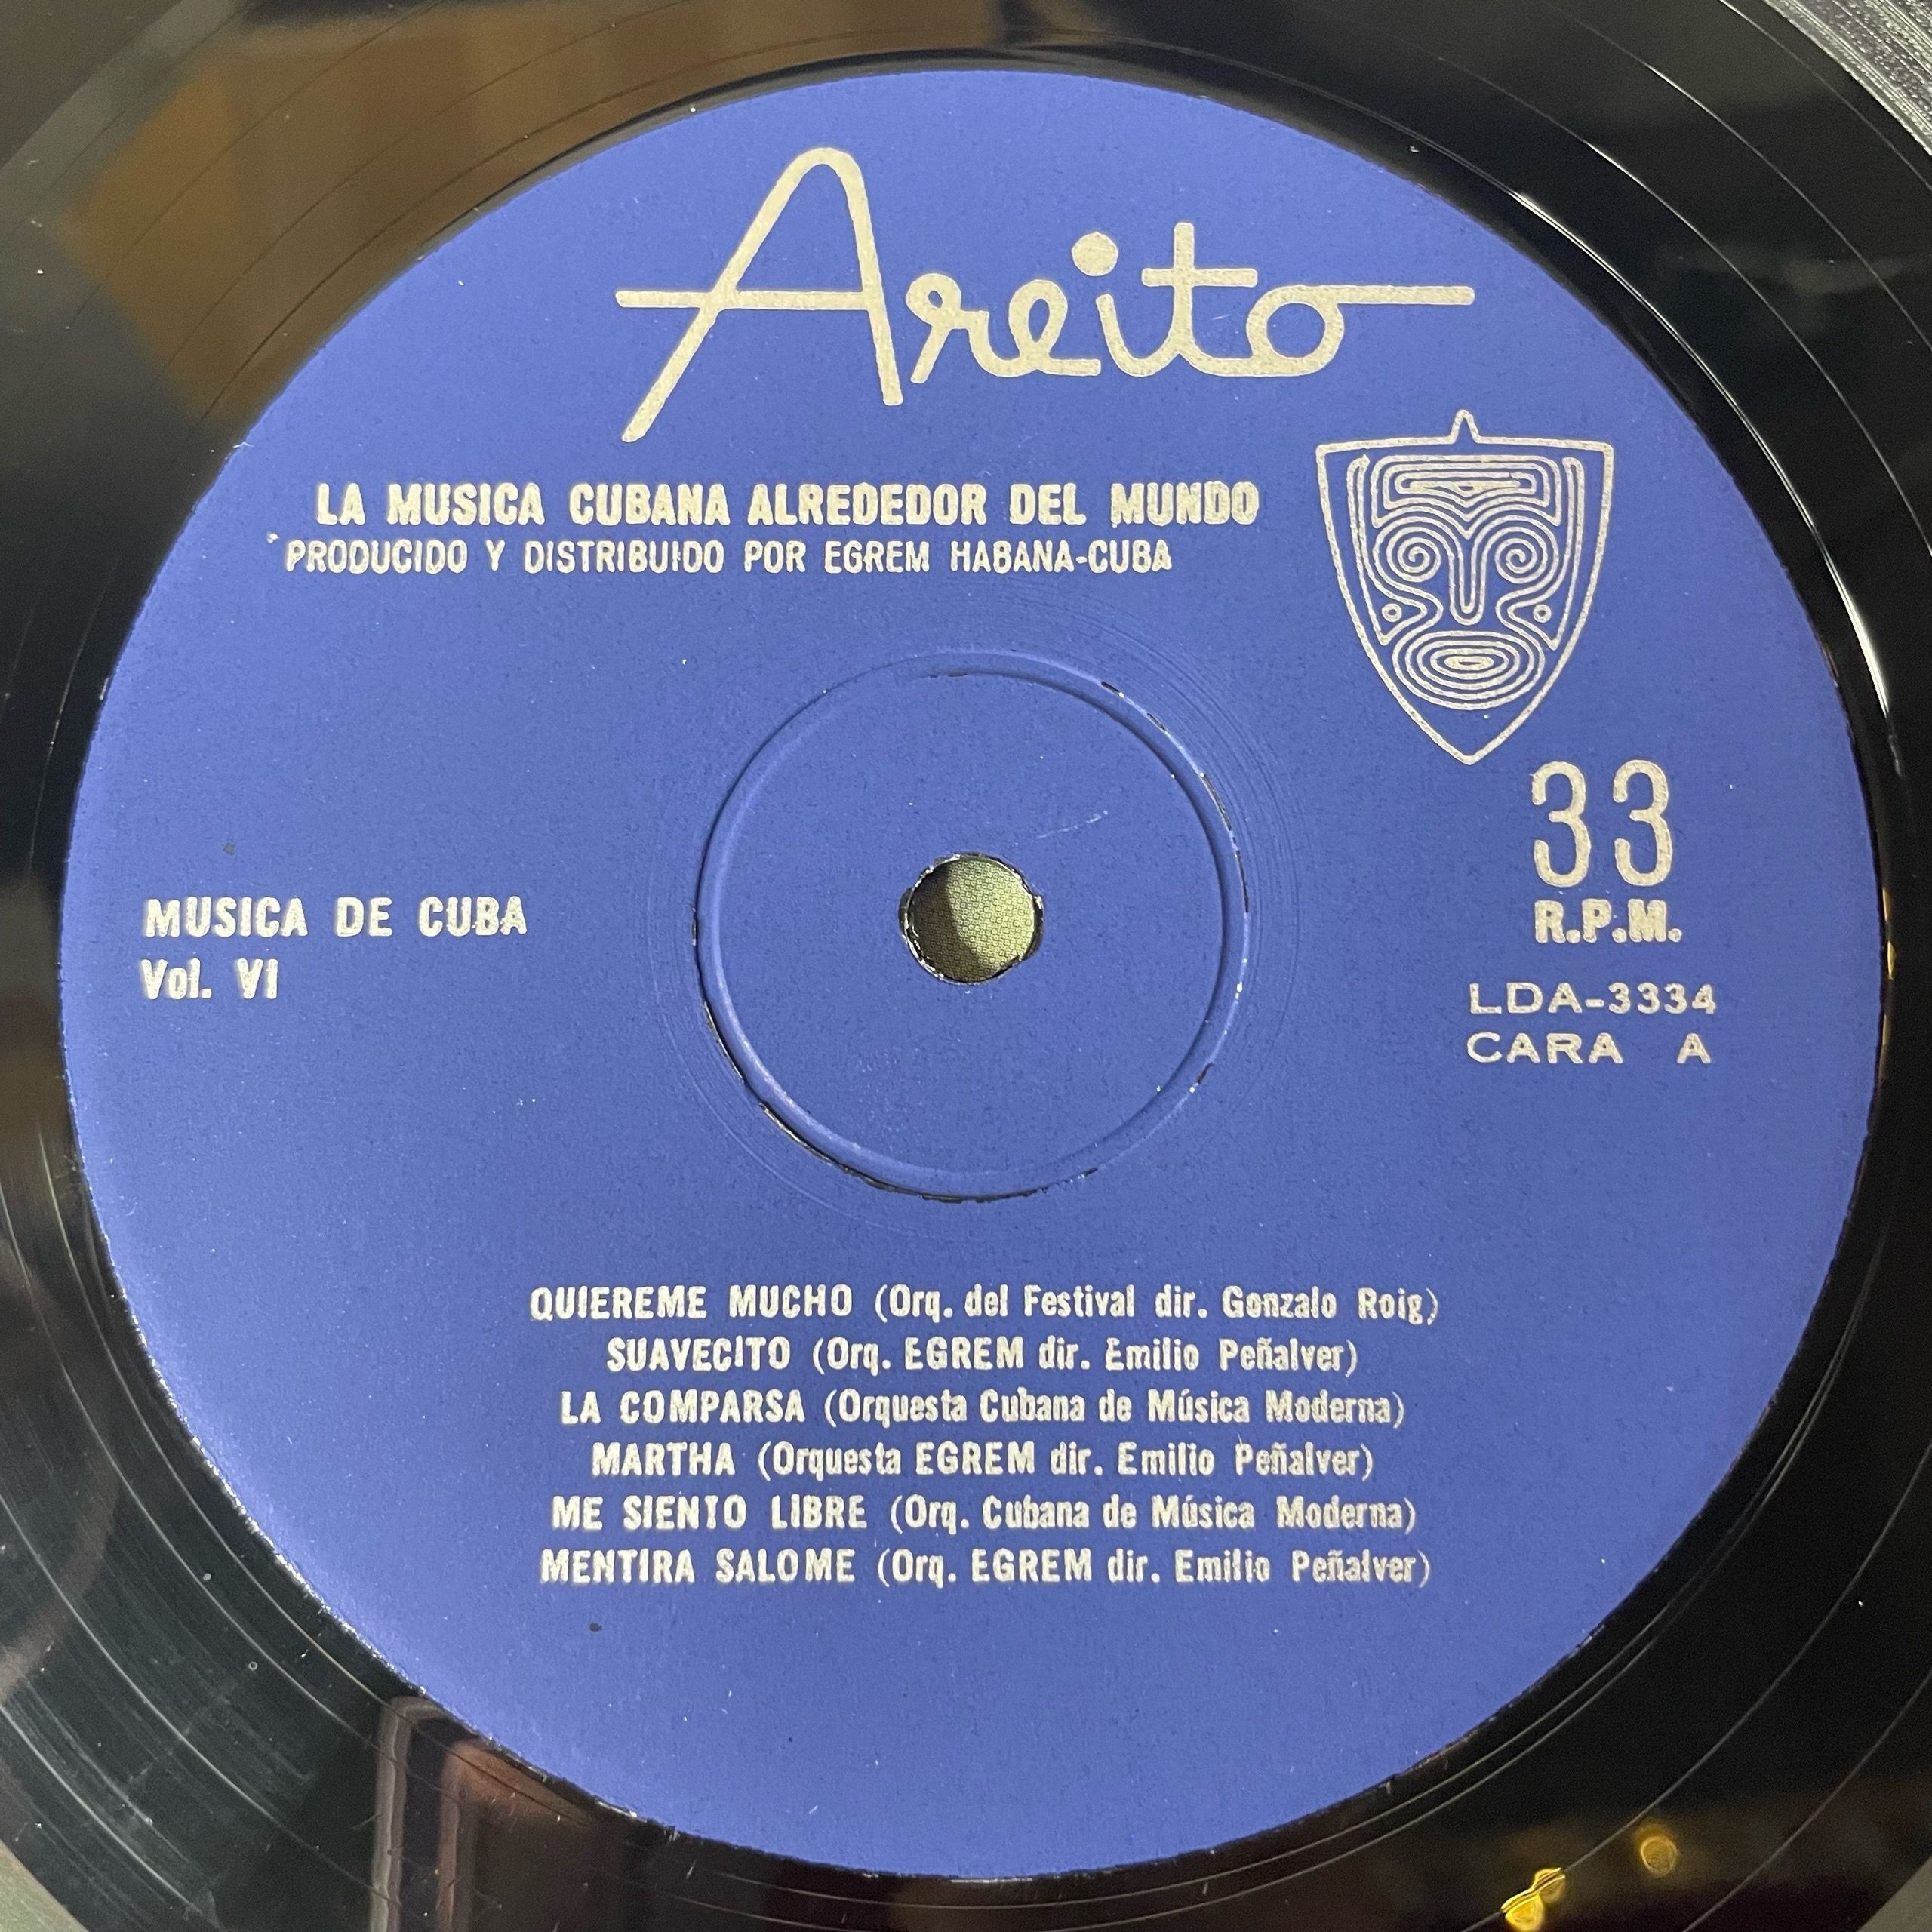 Areito
LA MUSICA CUBANA ALREDEDOR DEL MUNDO
PRODUCIDO Y DISTRIBUIDO POR EGREM HABANA-CUBA
33
R.P.M.
MUSICA DE CUBA
Vol. VI
LDA-3334
CARA A
QUIEREME MUCHO (Orq. del Festival dir. Gonzalo Roig)
SUAVECITO (Orq. EGREM dir. Emilio Peñalver)
LA COMPARSA (Orquesta Cubana de Música Moderna)
MARTHA (Orquesta EGREM dir. Emilio Peñalver)
ME SIENTO LIBRE (Orq. Cubana de Música Moderna)
MENTIRA SALOME (Orq. EGREM dir. Emilio Peñalver)